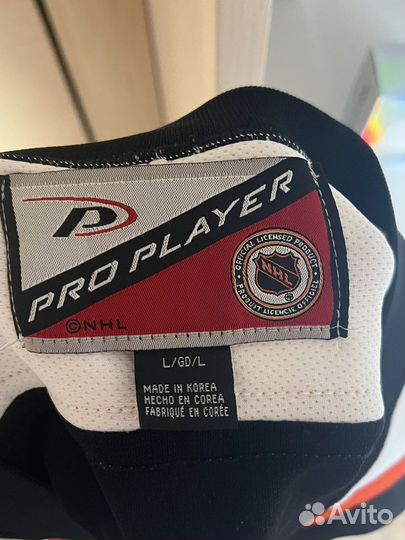 PRO PLAYER
©NHL
OFFICIAL LICENSED PRODUCT
NHL
PRODUIT LICENCIE OFFICIEL
L/GD/L
MADE IN KOREA
HECHO EN COREA
FABRIQUÉ EN CORÉE
Avito